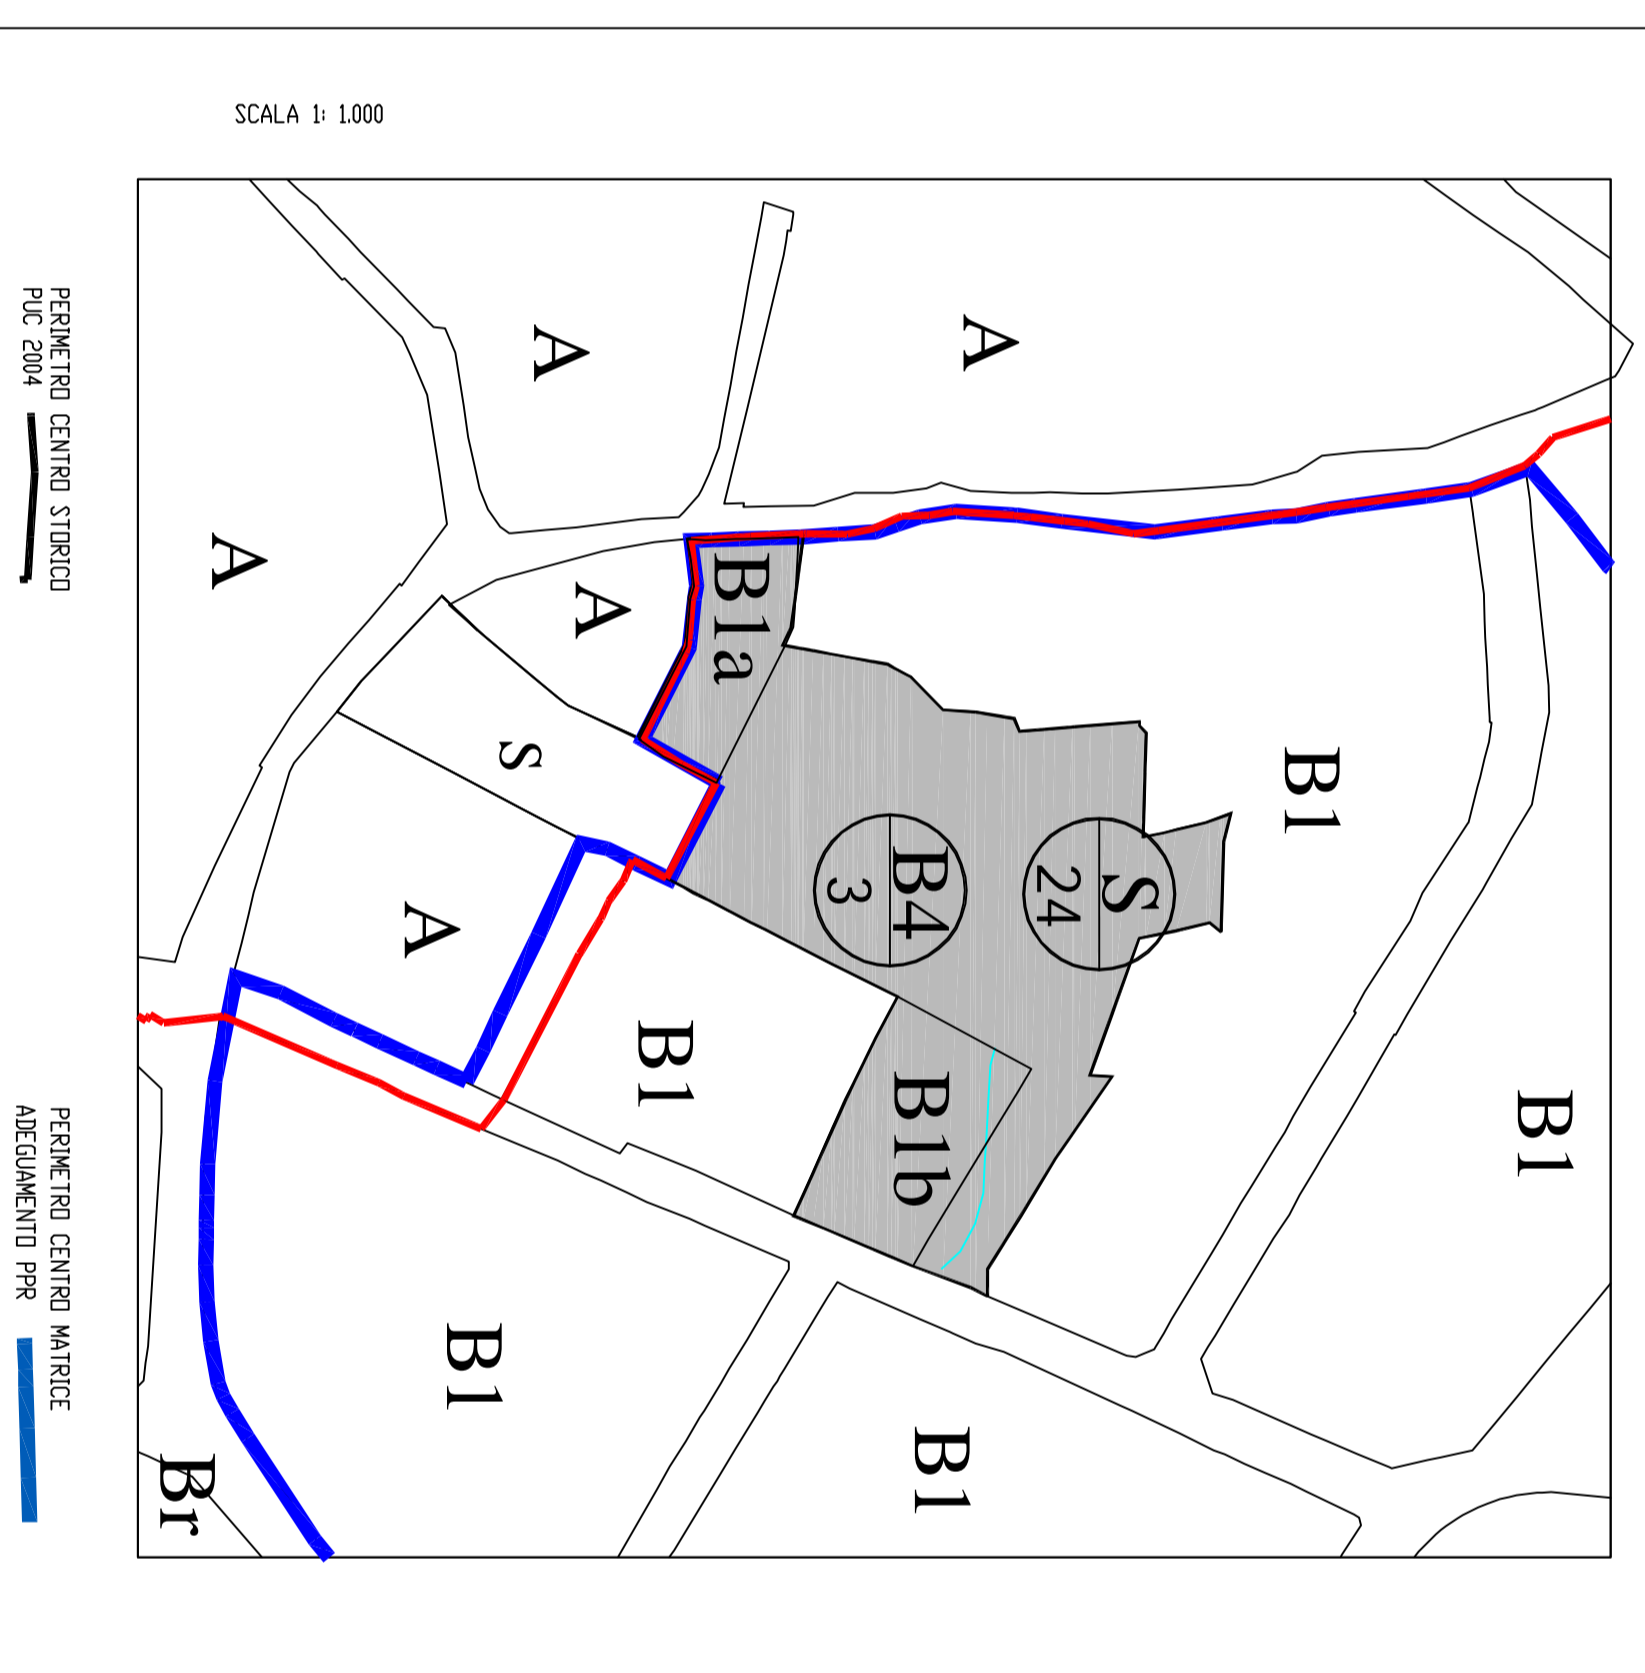 SCALA 1: 1.000
A
A
A
A
B1a
B1
S
B4
3
S
24
A
B1
B1b
B1
B1
B1
Br
PERIMETRO CENTRO STORICO
PUC 2004
PERIMETRO CENTRO MATRICE
ADEGUAMENTO PPR